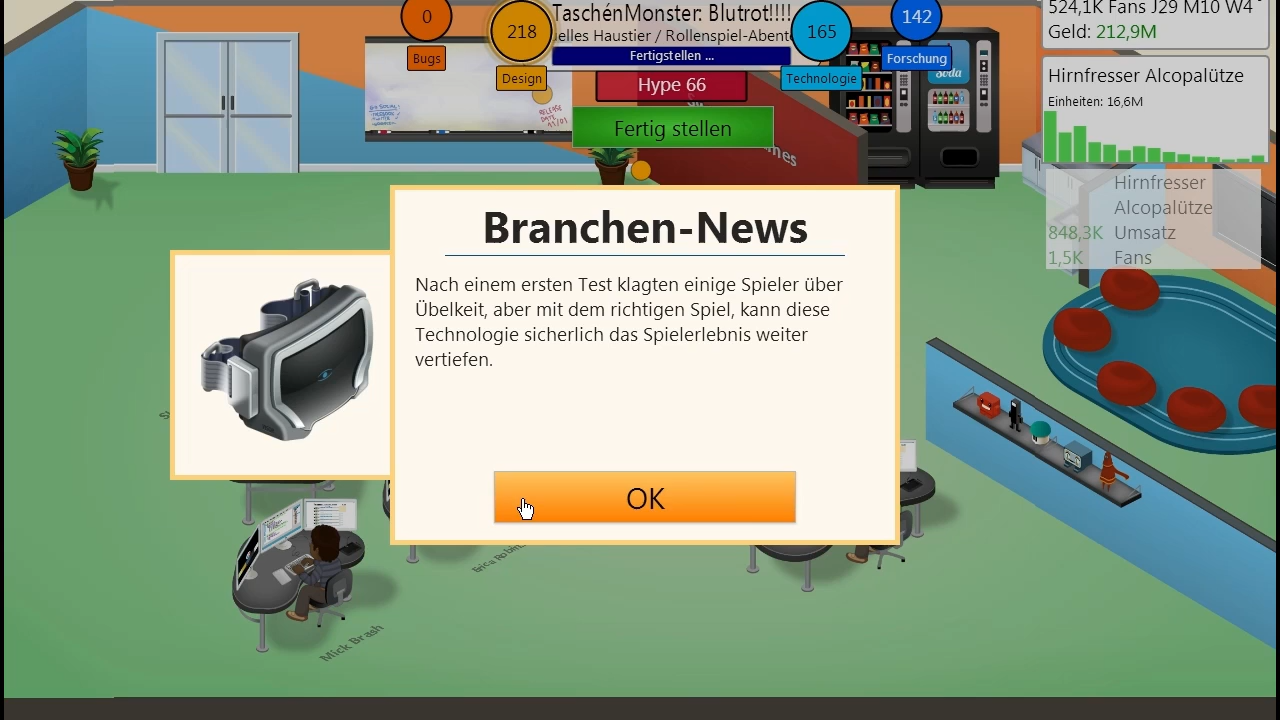 0
218
TaschénMonster: Blutrot!!!!
165
142
524,1K Fans J29 M10 W4
Geld: 212,9M
elles Haustier / Rollenspiel-Abent
Bugs
Fertigstellen ...
Forschung
Design
Technologie
Hype 66
Soda
Hirnfresser Alcopalütze
Einheiten: 16,6M
Fertig stellen
RELEASE
Hirnfresser
Alcopalütze
848,3K Umsatz
1,5K Fans
Branchen-News
Nach einem ersten Test klagten einige Spieler über
Übelkeit, aber mit dem richtigen Spiel, kann diese
Technologie sicherlich das Spielerlebnis weiter
vertiefen.
OK
Mick Brash